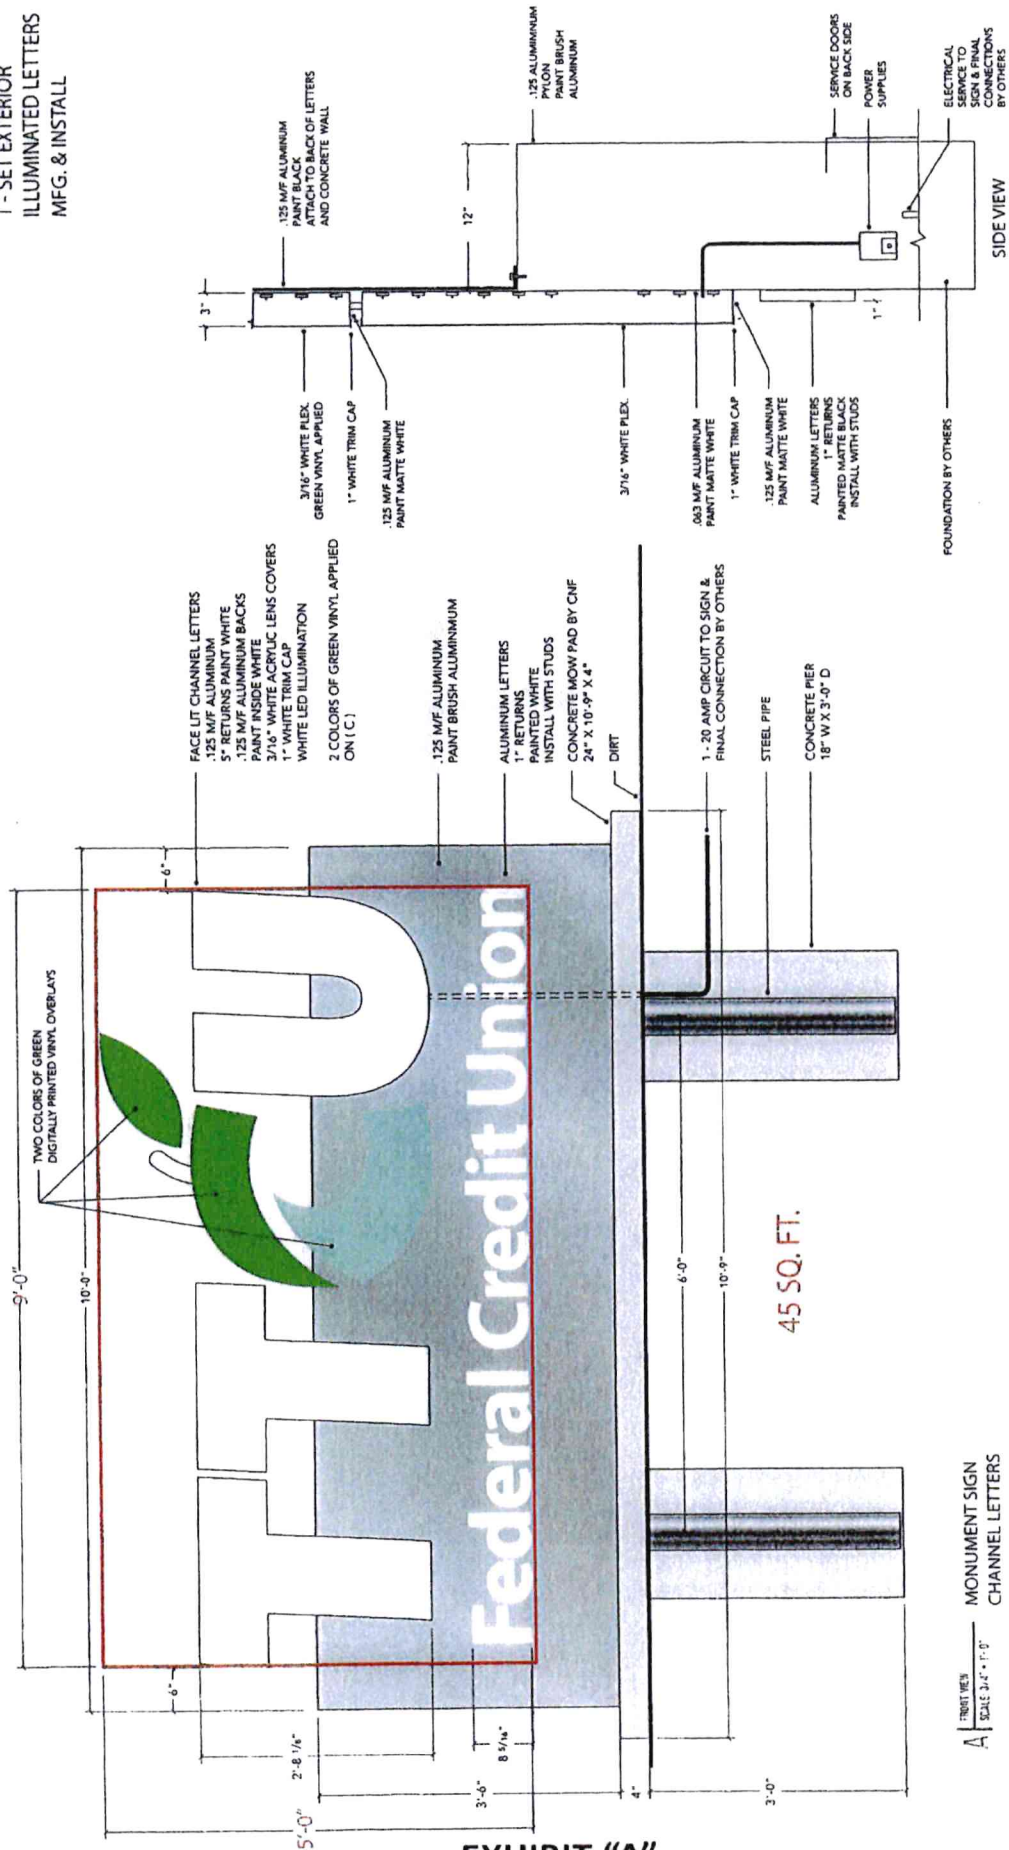 1 - SET EXTERIOR
ILLUMINATED LETTERS
MFG. & INSTALL
TWO COLORS OF GREEN
DIGITALLY PRINTED VINYL OVERLAYS
9'-0"
10'-0"
6"
6"
5'-0"
2'-8 1/8"
8 5/16"
3'-6"
4"
3'-0"
TTCU
Federal Credit Union
FACE LIT CHANNEL LETTERS
.125 M/F ALUMINUM
5" RETURNS PAINT WHITE
.125 M/F ALUMINUM BACKS
PAINT INSIDE WHITE
3/16" WHITE ACRYLIC LENS COVERS
1" WHITE TRIM CAP
WHITE LED ILLUMINATION
2 COLORS OF GREEN VINYL APPLIED
ON ( C )
.125 M/F ALUMINUM
PAINT BRUSH ALUMINMUM
ALUMINUM LETTERS
1" RETURNS
PAINTED WHITE
INSTALL WITH STUDS
CONCRETE MOW PAD BY CNF
24" X 10'-9" X 4"
DIRT
1 - 20 AMP CIRCUIT TO SIGN &
FINAL CONNECTION BY OTHERS
STEEL PIPE
CONCRETE PIER
18" W X 3'-0" D
6'-0"
10'-9"
45 SQ. FT.
A
FRONT VIEW
SCALE 3/4" = 1'-0"
MONUMENT SIGN
CHANNEL LETTERS
.125 M/F ALUMINUM
PAINT BLACK
ATTACH TO BACK OF LETTERS
AND CONCRETE WALL
3"
12"
.125 ALUMIMINUM
PYLON
PAINT BRUSH
ALUMINUM
3/16" WHITE PLEX.
GREEN VINYL APPLIED
1" WHITE TRIM CAP
.125 M/F ALUMINUM
PAINT MATTE WHITE
3/16" WHITE PLEX.
.063 M/F ALUMINUM
PAINT MATTE WHITE
1" WHITE TRIM CAP
.125 M/F ALUMINUM
PAINT MATTE WHITE
ALUMINUM LETTERS
1" RETURNS
PAINTED MATTE BLACK
INSTALL WITH STUDS
1"
FOUNDATION BY OTHERS
SERVICE DOORS
ON BACK SIDE
POWER
SUPPLIES
ELECTRICAL
SERVICE TO
SIGN & FINAL
CONNECTIONS
BY OTHERS
SIDE VIEW
EXHIBIT "A"